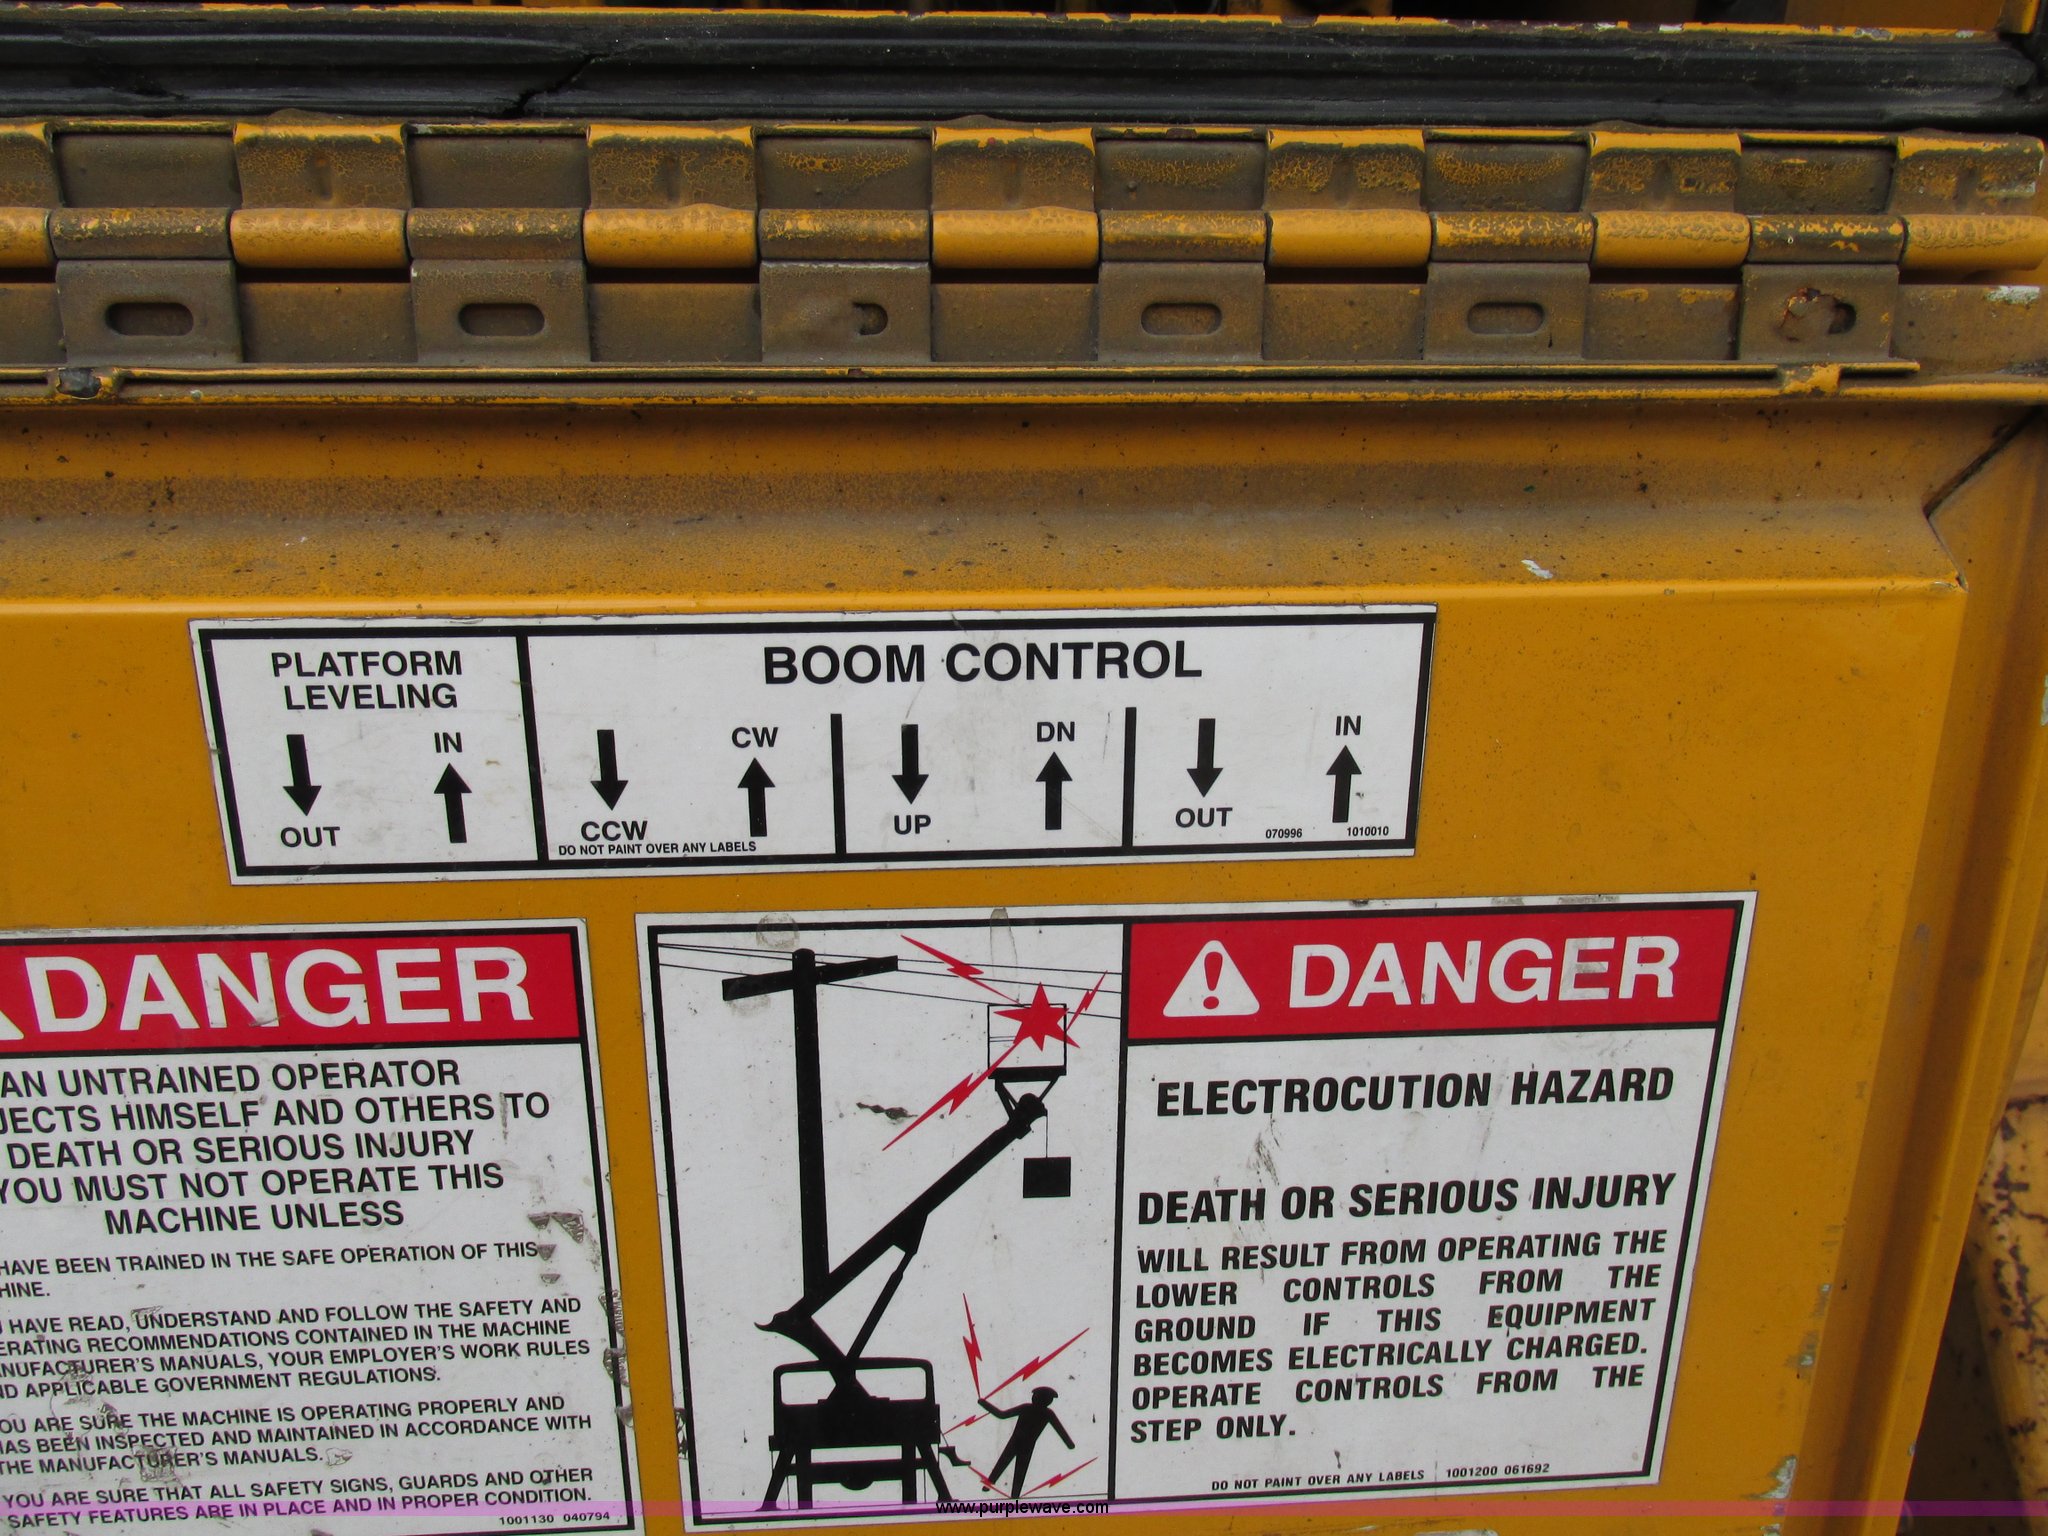 PLATFORM
LEVELING
OUT
IN
BOOM CONTROL
CCW
CW
UP
DN
OUT
IN
DO NOT PAINT OVER ANY LABELS
070996 1010010
DANGER
AN UNTRAINED OPERATOR
JECTS HIMSELF AND OTHERS TO
DEATH OR SERIOUS INJURY
YOU MUST NOT OPERATE THIS
MACHINE UNLESS
HAVE BEEN TRAINED IN THE SAFE OPERATION OF THIS
HINE.
HAVE READ, UNDERSTAND AND FOLLOW THE SAFETY AND
ERATING RECOMMENDATIONS CONTAINED IN THE MACHINE
NUFACTURER'S MANUALS, YOUR EMPLOYER'S WORK RULES
ND APPLICABLE GOVERNMENT REGULATIONS.
OU ARE SURE THE MACHINE IS OPERATING PROPERLY AND
HAS BEEN INSPECTED AND MAINTAINED IN ACCORDANCE WITH
THE MANUFACTURER'S MANUALS.
YOU ARE SURE THAT ALL SAFETY SIGNS, GUARDS AND OTHER
SAFETY FEATURES ARE IN PLACE AND IN PROPER CONDITION.
1001130 040794
DANGER
ELECTROCUTION HAZARD
DEATH OR SERIOUS INJURY
WILL RESULT FROM OPERATING THE
LOWER CONTROLS FROM THE
GROUND IF THIS EQUIPMENT
BECOMES ELECTRICALLY CHARGED.
OPERATE CONTROLS FROM THE
STEP ONLY.
DO NOT PAINT OVER ANY LABELS 1001200 061692
www.purplewave.com